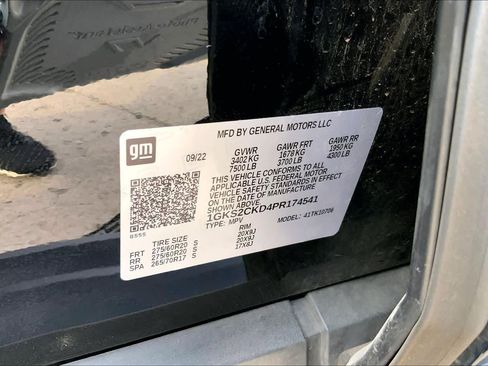 MFD BY GENERAL MOTORS LLC
gm
09/22
GVWR GAWR FRT GAWR RR
3402 KG 1678 KG 1950 KG
7500 LB 3700 LB 4300 LB
THIS VEHICLE CONFORMS TO ALL
APPLICABLE U.S. FEDERAL MOTOR
VEHICLE SAFETY STANDARDS IN EFFECT
ON THE DATE OF MANUFACTURE
SHOWN ABOVE.
1GKS2CKD4PR174541
TYPE: MPV MODEL: 41TK10706
TIRE SIZE RIM
FRT 275/60R20 S 20X9J
RR 275/60R20 S 20X9J
SPA 265/70R17 S 17X8J